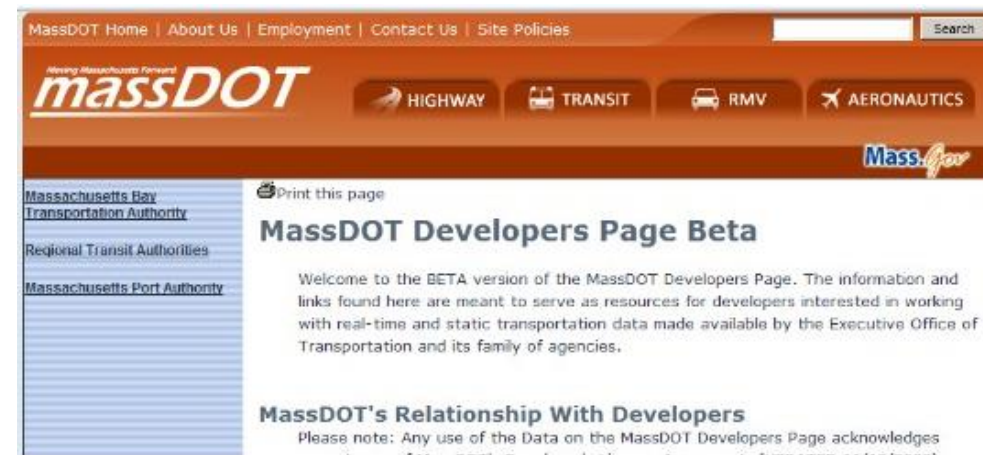 MassDOT Home | About Us | Employment | Contact Us | Site Policies
Search
Moving Massachusetts Forward
massDOT
HIGHWAY
TRANSIT
RMV
AERONAUTICS
Mass.Gov
Massachusetts Bay
Transportation Authority
Regional Transit Authorities
Massachusetts Port Authority
Print this page
MassDOT Developers Page Beta
Welcome to the BETA version of the MassDOT Developers Page. The information and
links found here are meant to serve as resources for developers interested in working
with real-time and static transportation data made available by the Executive Office of
Transportation and its family of agencies.
MassDOT's Relationship With Developers
Please note: Any use of the Data on the MassDOT Developers Page acknowledges